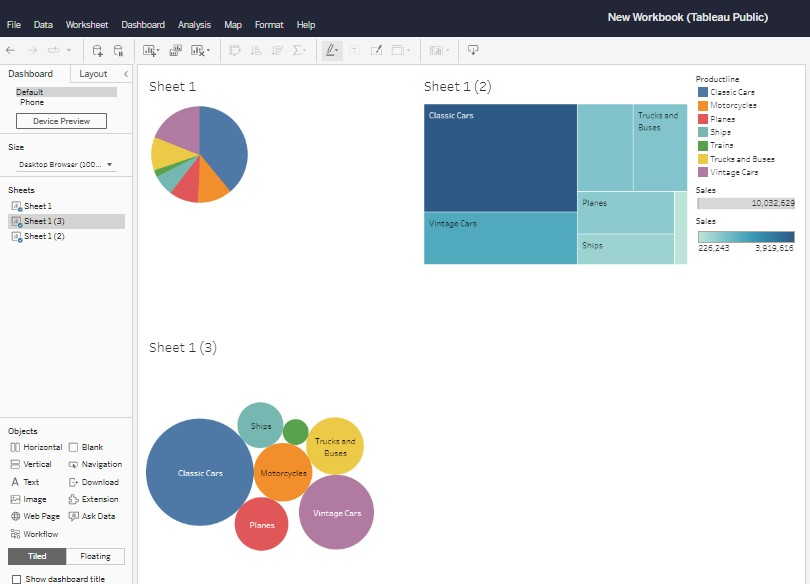 File Data Worksheet Dashboard Analysis Map Format Help
New Workbook (Tableau Public)
Dashboard Layout
Default
Phone
Device Preview
Size
Desktop Browser (100...
Sheets
Sheet 1
Sheet 1 (3)
Sheet 1 (2)
Objects
Horizontal Blank
Vertical Navigation
Text Download
Image Extension
Web Page Ask Data
Workflow
Tiled Floating
Show dashboard title
Sheet 1
Sheet 1 (2)
Classic Cars
Trucks and
Buses
Vintage Cars
Planes
Ships
Productline
Classic Cars
Motorcycles
Planes
Ships
Trains
Trucks and Buses
Vintage Cars
Sales
10,032,629
Sales
226,243 3,919,616
Sheet 1 (3)
Ships
Trucks and
Buses
Classic Cars
Motorcycles
Vintage Cars
Planes